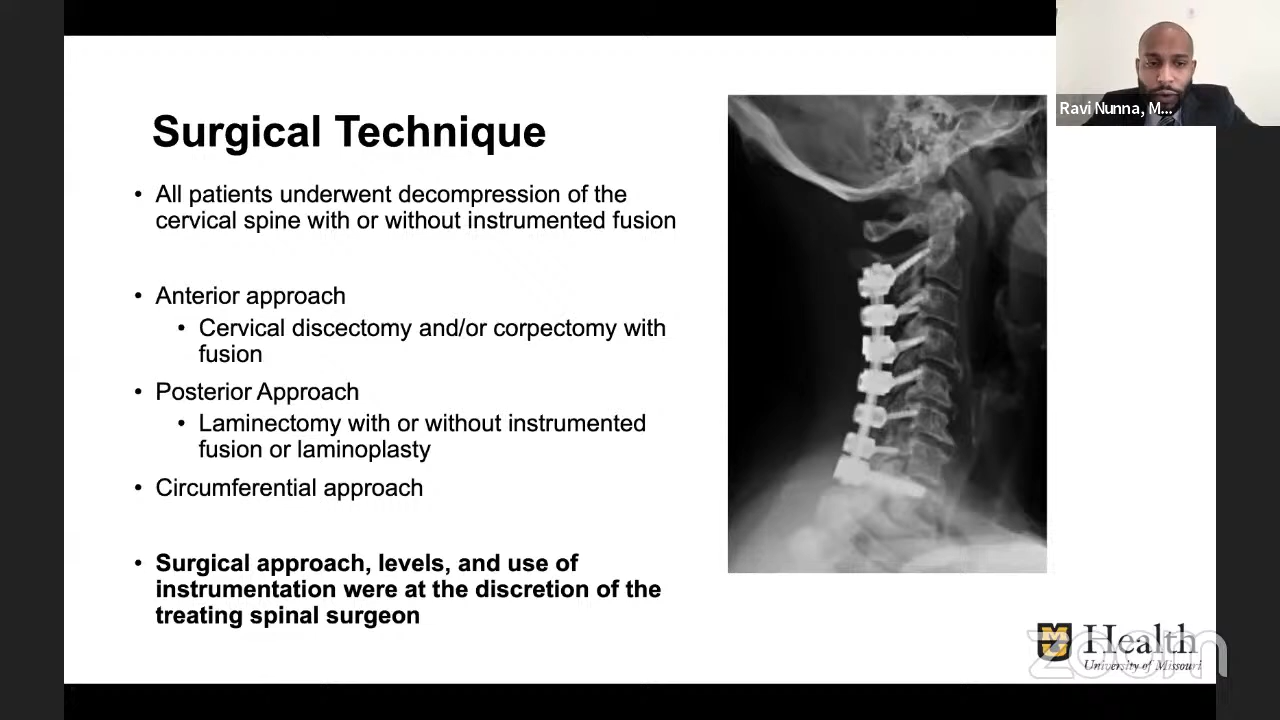 Ravi Nunna, M...
Surgical Technique
• All patients underwent decompression of the
cervical spine with or without instrumented fusion
• Anterior approach
• Cervical discectomy and/or corpectomy with
fusion
• Posterior Approach
• Laminectomy with or without instrumented
fusion or laminoplasty
• Circumferential approach
• Surgical approach, levels, and use of
instrumentation were at the discretion of the
treating spinal surgeon
Health
University of Missouri
zoom